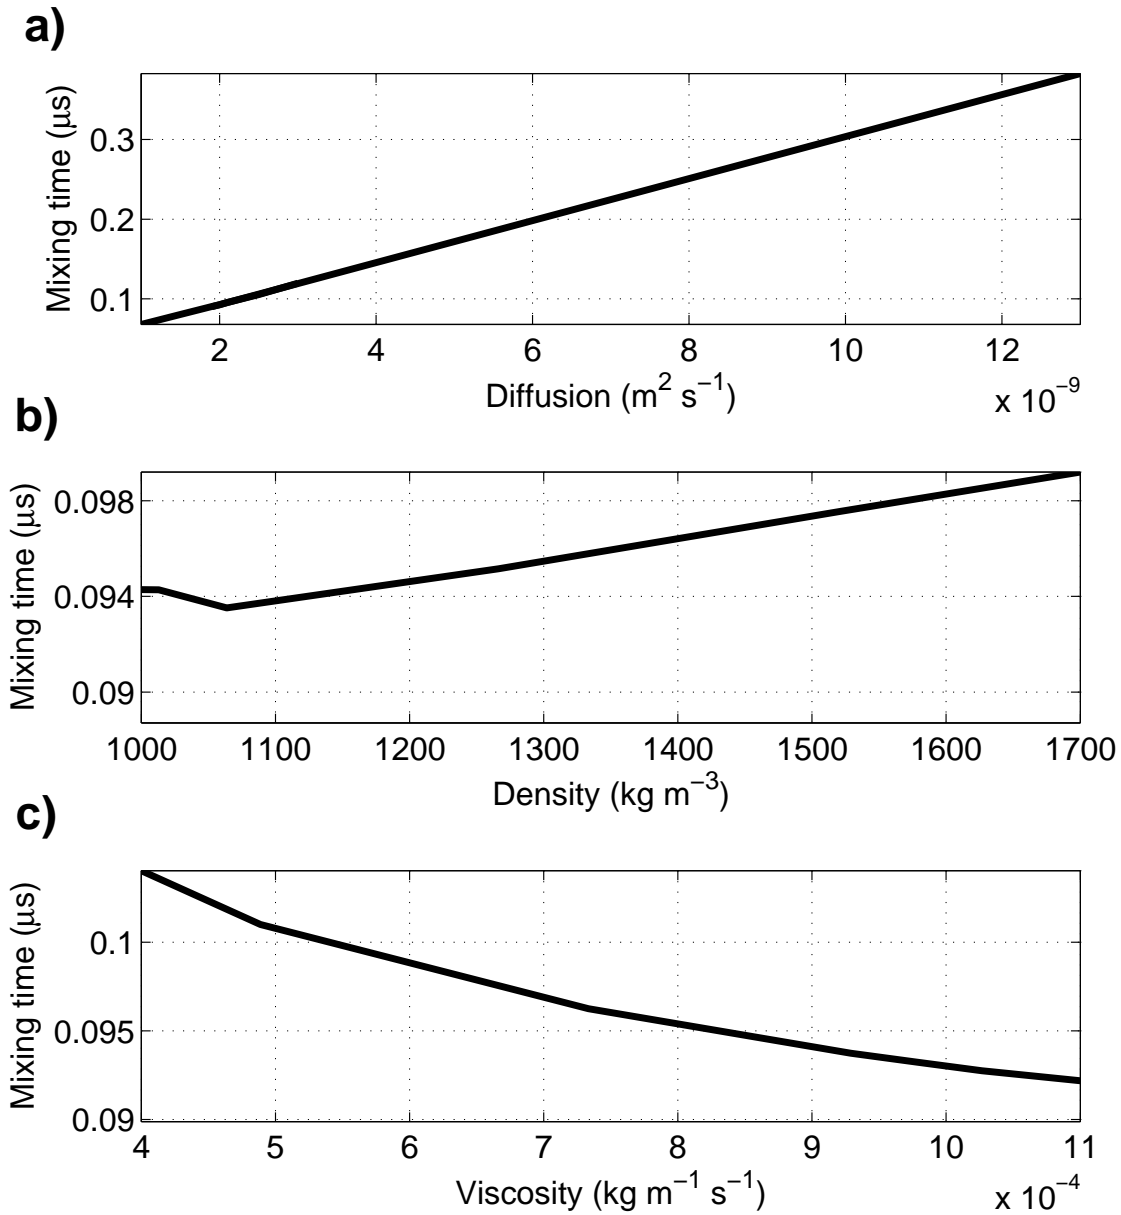 a)
Mixing time (μs)
0.3
0.2
0.1
2 4 6 8 10 12
Diffusion (m² s⁻¹)
x 10⁻⁹
b)
Mixing time (μs)
0.098
0.094
0.09
1000 1100 1200 1300 1400 1500 1600 1700
Density (kg m⁻³)
c)
Mixing time (μs)
0.1
0.095
0.09
4 5 6 7 8 9 10 11
Viscosity (kg m⁻¹ s⁻¹)
x 10⁻⁴